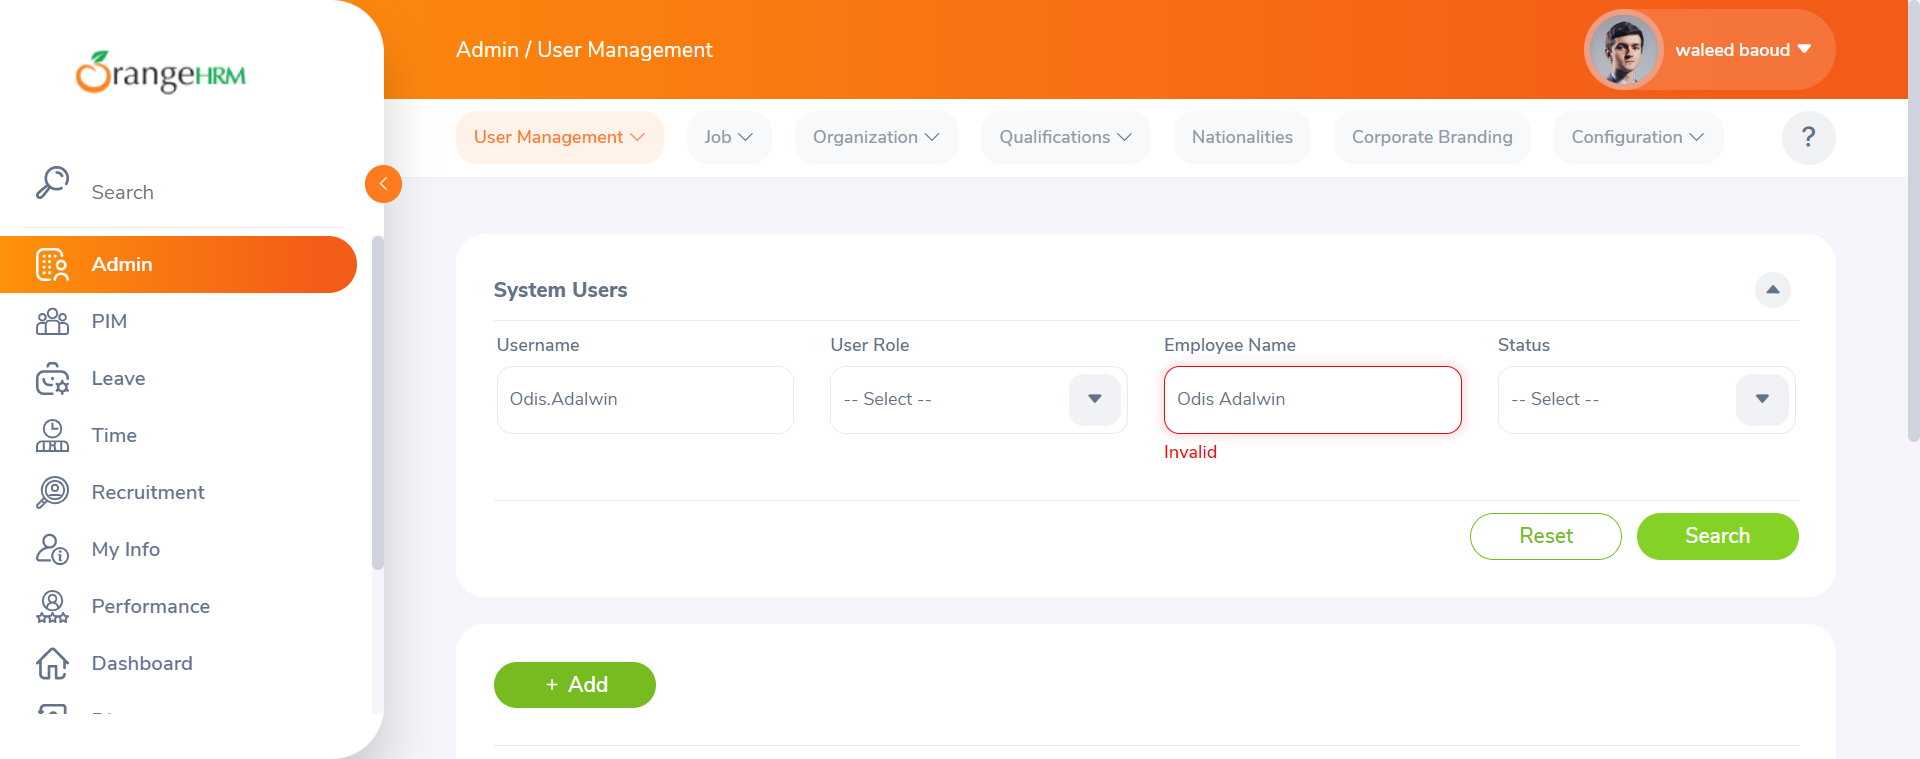 OrangeHRM
Admin / User Management
waleed baoud
User Management
Job
Organization
Qualifications
Nationalities
Corporate Branding
Configuration
?
Search
Admin
PIM
Leave
Time
Recruitment
My Info
Performance
Dashboard
System Users
Username
User Role
Employee Name
Status
Odis.Adalwin
-- Select --
Odis Adalwin
-- Select --
Invalid
Reset
Search
+ Add